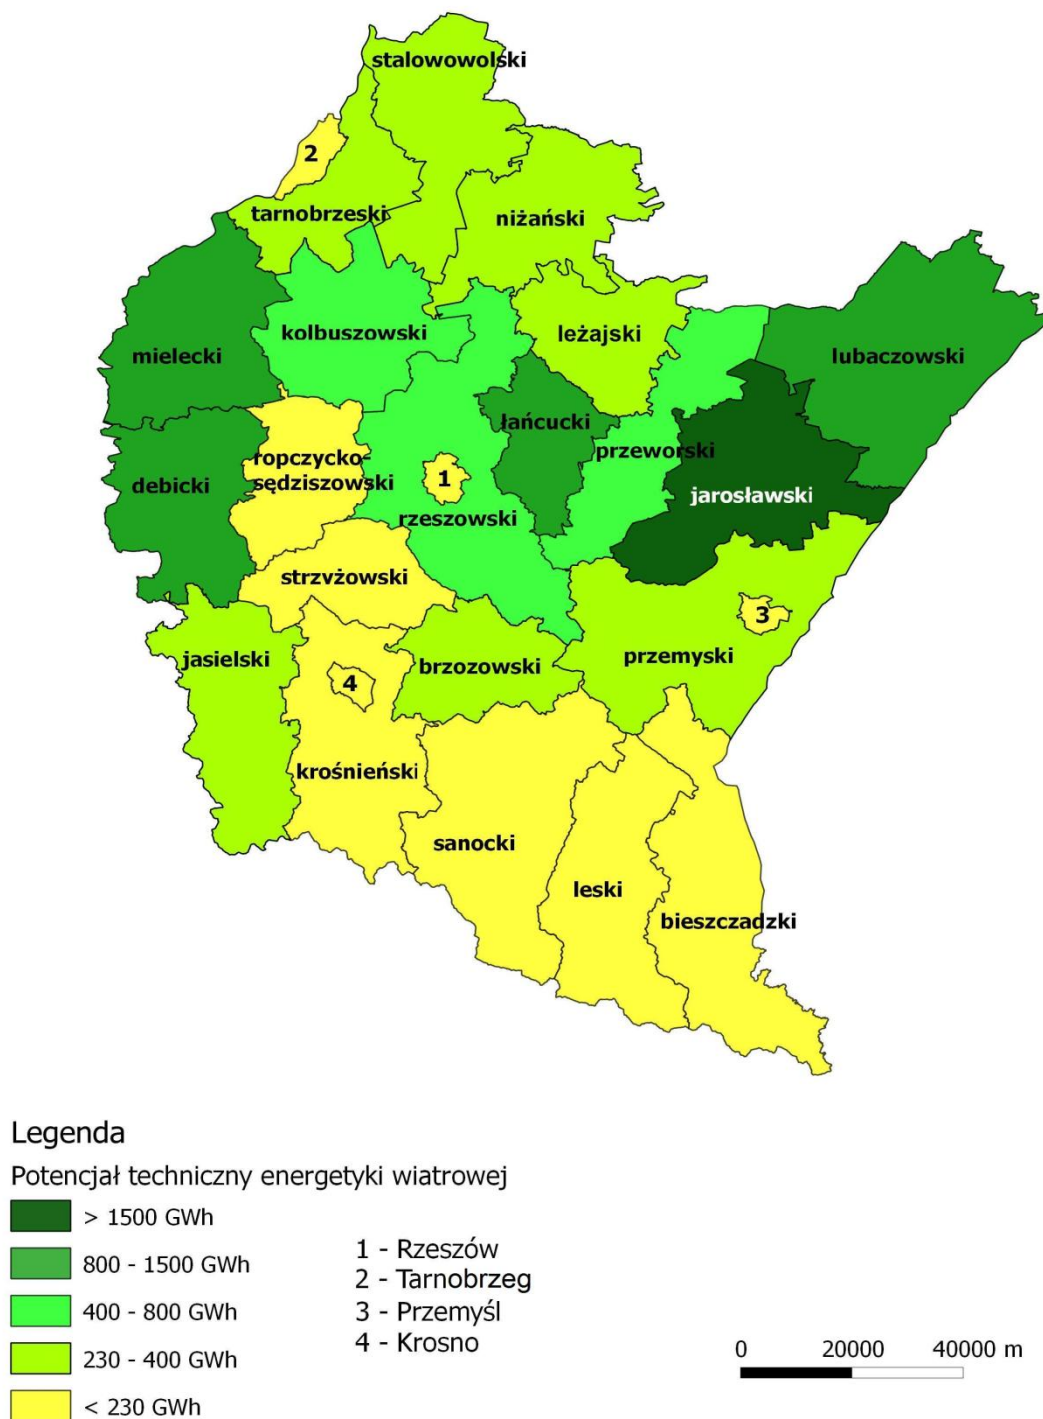 stalowowolski
2
tarnobrzeski
niżański
kolbuszowski
leżajski
mielecki
lubaczowski
łańcucki
przeworski
ropczycko-
sędziszowski
debicki
1
jarosławski
rzeszowski
strzyżowski
3
jasielski
brzozowski
przemyski
4
krośnieński
sanocki
leski
bieszczadzki
Legenda
Potencjał techniczny energetyki wiatrowej
> 1500 GWh
800 - 1500 GWh
400 - 800 GWh
230 - 400 GWh
< 230 GWh
1 - Rzeszów
2 - Tarnobrzeg
3 - Przemyśl
4 - Krosno
0 20000 40000 m